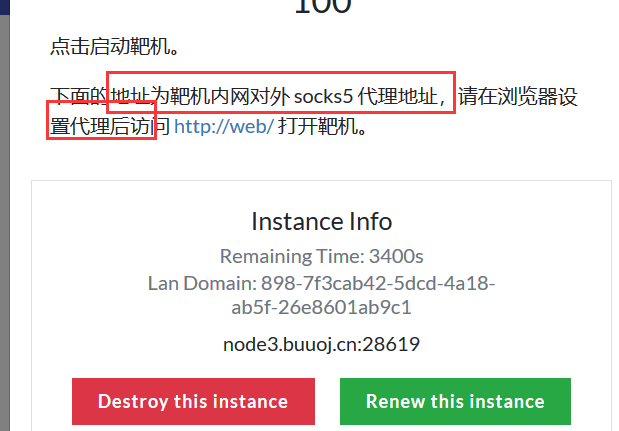 100
点击启动靶机。
下面的地址为靶机内网对外 socks5 代理地址，请在浏览器设
置代理后访问 http://web/ 打开靶机。
Instance Info
Remaining Time: 3400s
Lan Domain: 898-7f3cab42-5dcd-4a18-
ab5f-26e8601ab9c1
node3.buuoj.cn:28619
Destroy this instance
Renew this instance